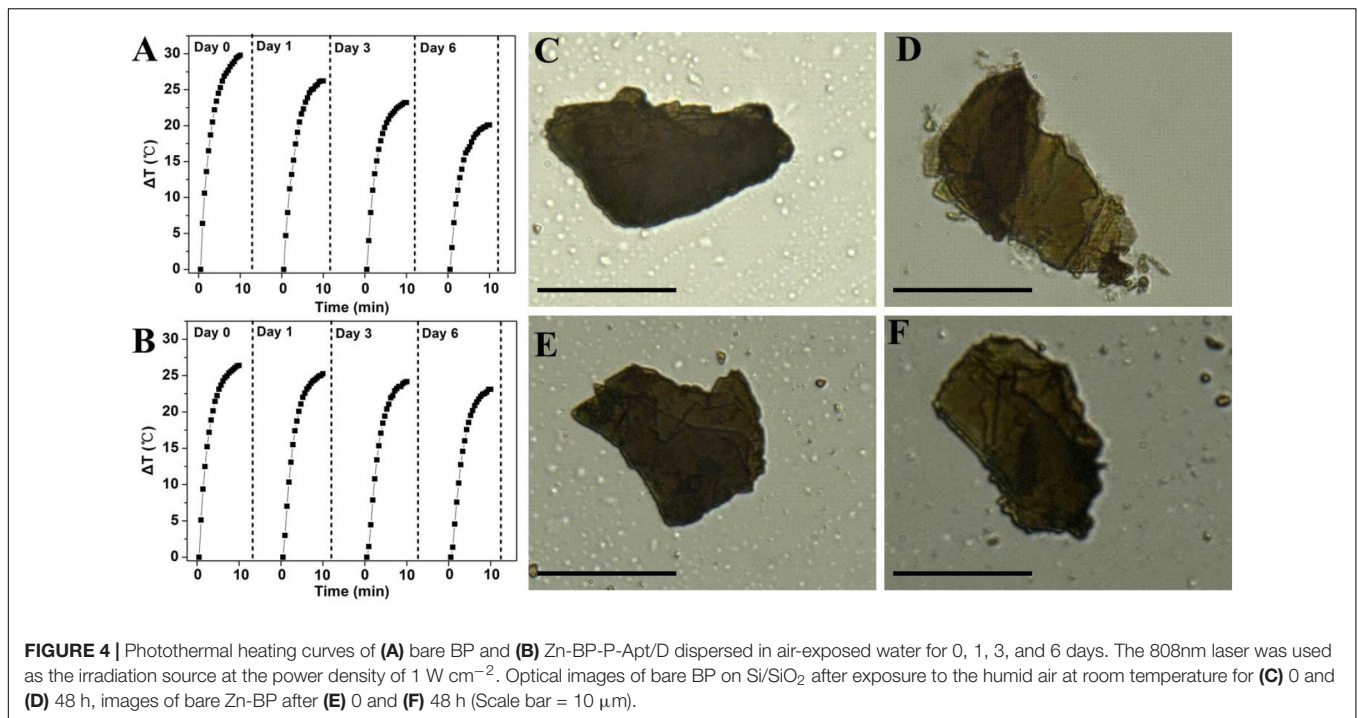 A
Day 0 Day 1 Day 3 Day 6
30
25
20
15
10
5
0
ΔT (℃)
0 10 0 10 0 10 0 10
Time (min)
B
Day 0 Day 1 Day 3 Day 6
30
25
20
15
10
5
0
ΔT (℃)
0 10 0 10 0 10 0 10
Time (min)
C
D
E
F
FIGURE 4 | Photothermal heating curves of (A) bare BP and (B) Zn-BP-P-Apt/D dispersed in air-exposed water for 0, 1, 3, and 6 days. The 808nm laser was used
as the irradiation source at the power density of 1 W cm−2. Optical images of bare BP on Si/SiO2 after exposure to the humid air at room temperature for (C) 0 and
(D) 48 h, images of bare Zn-BP after (E) 0 and (F) 48 h (Scale bar = 10 μm).